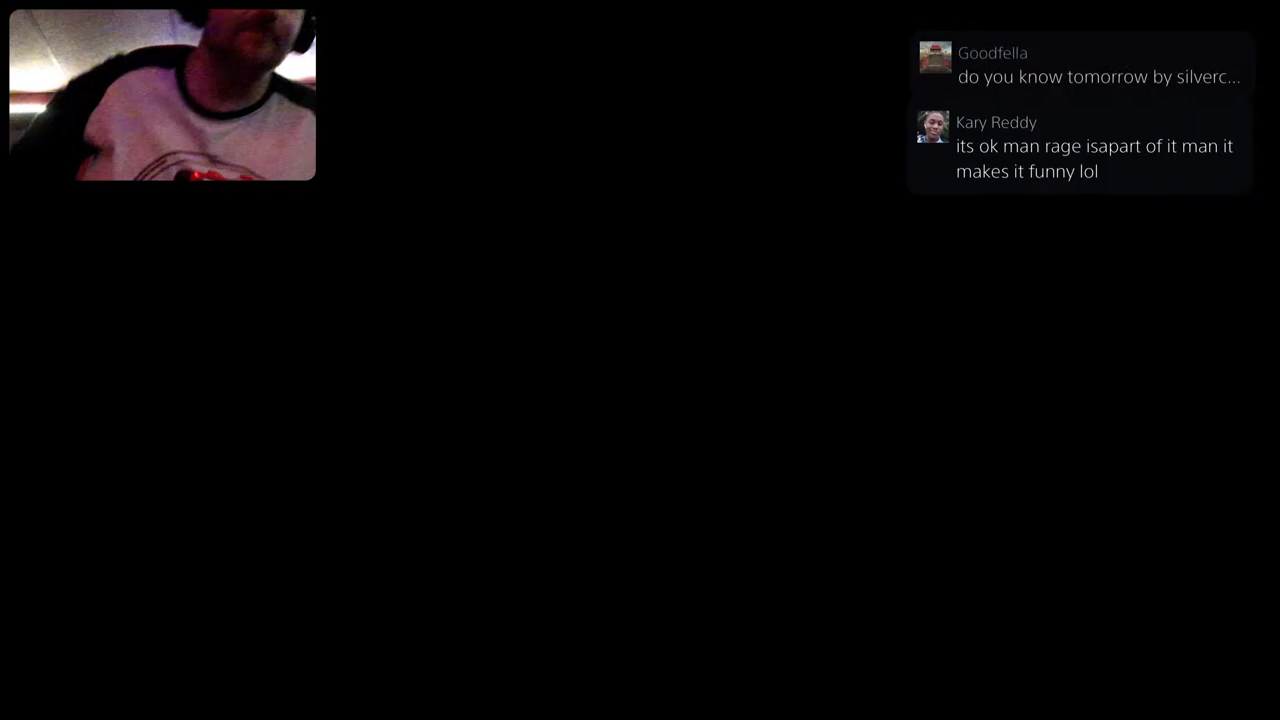 Goodfella
do you know tomorrow by silverc...
Kary Reddy
its ok man rage isapart of it man it
makes it funny lol